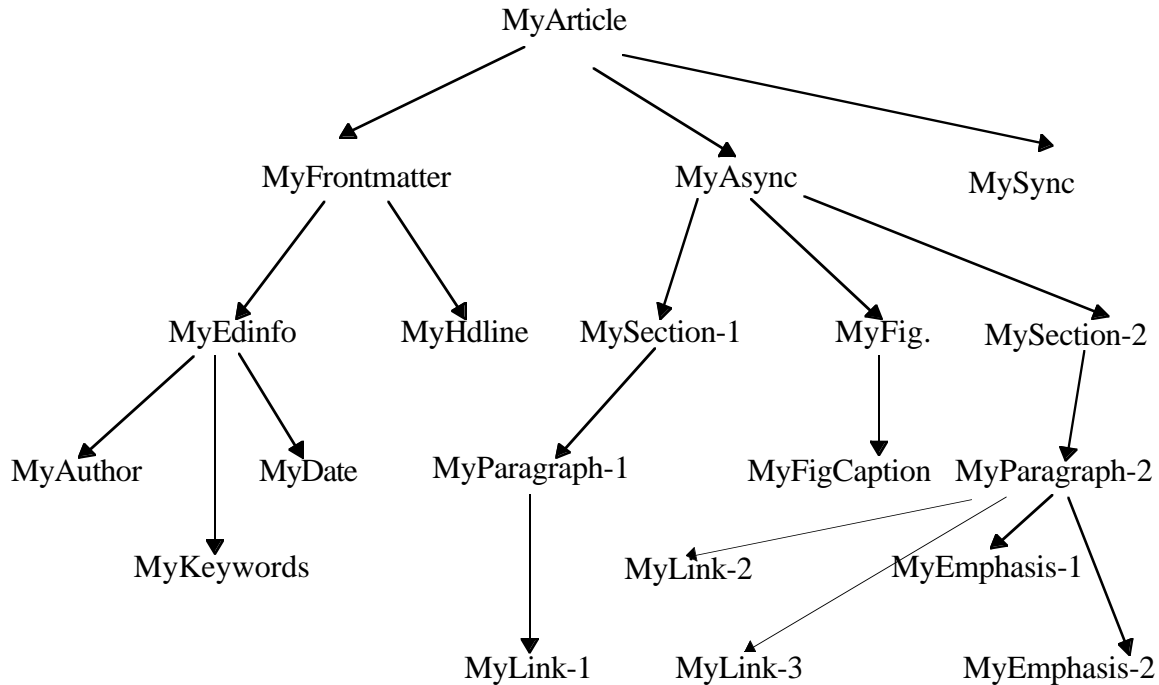 MyArticle
MyFrontmatter
MyAsync
MySync
MyEdinfo
MyHdline
MySection-1
MyFig.
MySection-2
MyAuthor
MyDate
MyParagraph-1
MyFigCaption
MyParagraph-2
MyKeywords
MyLink-2
MyEmphasis-1
MyLink-1
MyLink-3
MyEmphasis-2